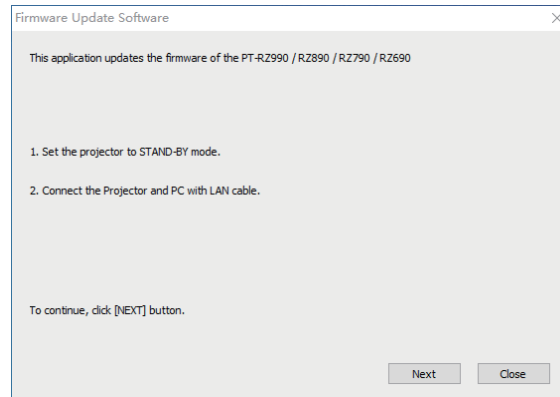 Firmware Update Software
This application updates the firmware of the PT-RZ990 / RZ890 / RZ790 / RZ690
1. Set the projector to STAND-BY mode.
2. Connect the Projector and PC with LAN cable.
To continue, click [NEXT] button.
Next Close